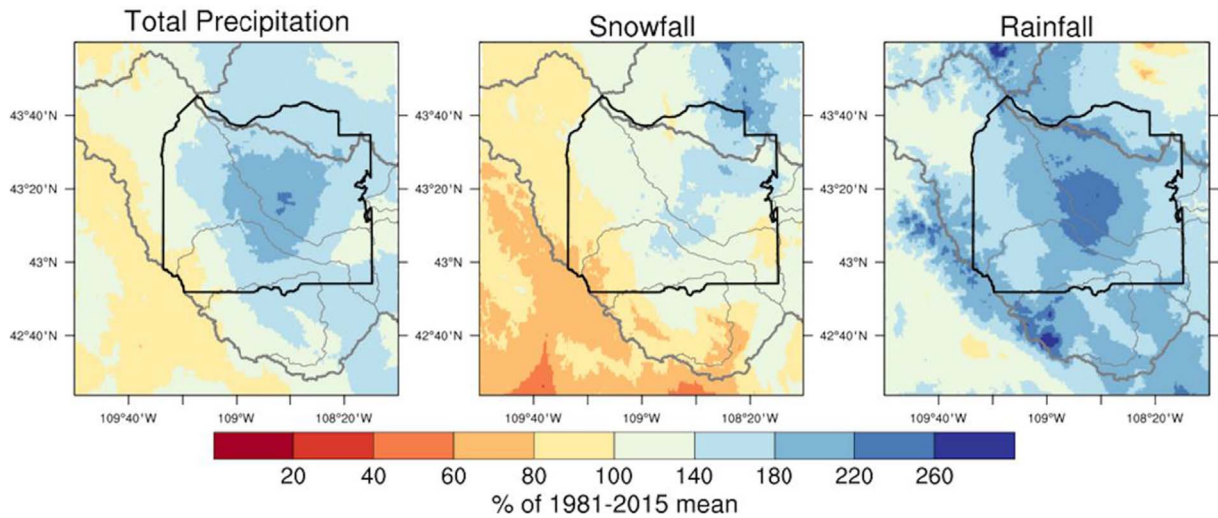 Total Precipitation Snowfall Rainfall
43°40'N 43°40'N 43°40'N
43°20'N 43°20'N 43°20'N
43°N 43°N 43°N
42°40'N 42°40'N 42°40'N
109°40'W 109°W 108°20'W 109°40'W 109°W 108°20'W 109°40'W 109°W 108°20'W
20 40 60 80 100 140 180 220 260
% of 1981-2015 mean